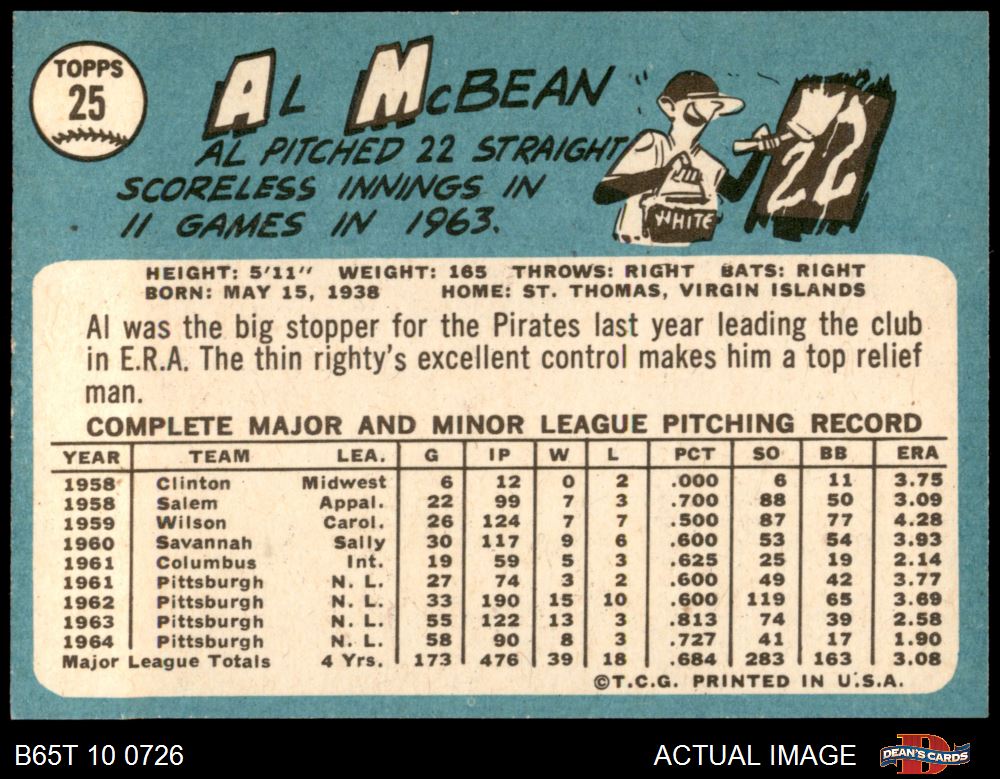 TOPPS
25
AL McBEAN
AL PITCHED 22 STRAIGHT
SCORELESS INNINGS IN
11 GAMES IN 1963.
22
WHITE
HEIGHT: 5'11" WEIGHT: 165 THROWS: RIGHT BATS: RIGHT
BORN: MAY 15, 1938 HOME: ST. THOMAS, VIRGIN ISLANDS
Al was the big stopper for the Pirates last year leading the club
in E.R.A. The thin righty's excellent control makes him a top relief
man.
COMPLETE MAJOR AND MINOR LEAGUE PITCHING RECORD
YEAR TEAM LEA. G IP W L PCT SO BB ERA
1958 Clinton Midwest 6 12 0 2 .000 6 11 3.75
1958 Salem Appal. 22 99 7 3 .700 88 50 3.09
1959 Wilson Carol. 26 124 7 7 .500 87 77 4.28
1960 Savannah Sally 30 117 9 6 .600 53 54 3.93
1961 Columbus Int. 19 59 5 3 .625 25 19 2.14
1961 Pittsburgh N. L. 27 74 3 2 .600 49 42 3.77
1962 Pittsburgh N. L. 33 190 15 10 .600 119 65 3.69
1963 Pittsburgh N. L. 55 122 13 3 .813 74 39 2.58
1964 Pittsburgh N. L. 58 90 8 3 .727 41 17 1.90
Major League Totals 4 Yrs. 173 476 39 18 .684 283 163 3.08
©T.C.G. PRINTED IN U.S.A.
B65T 10 0726 ACTUAL IMAGE D DEAN'S CARDS